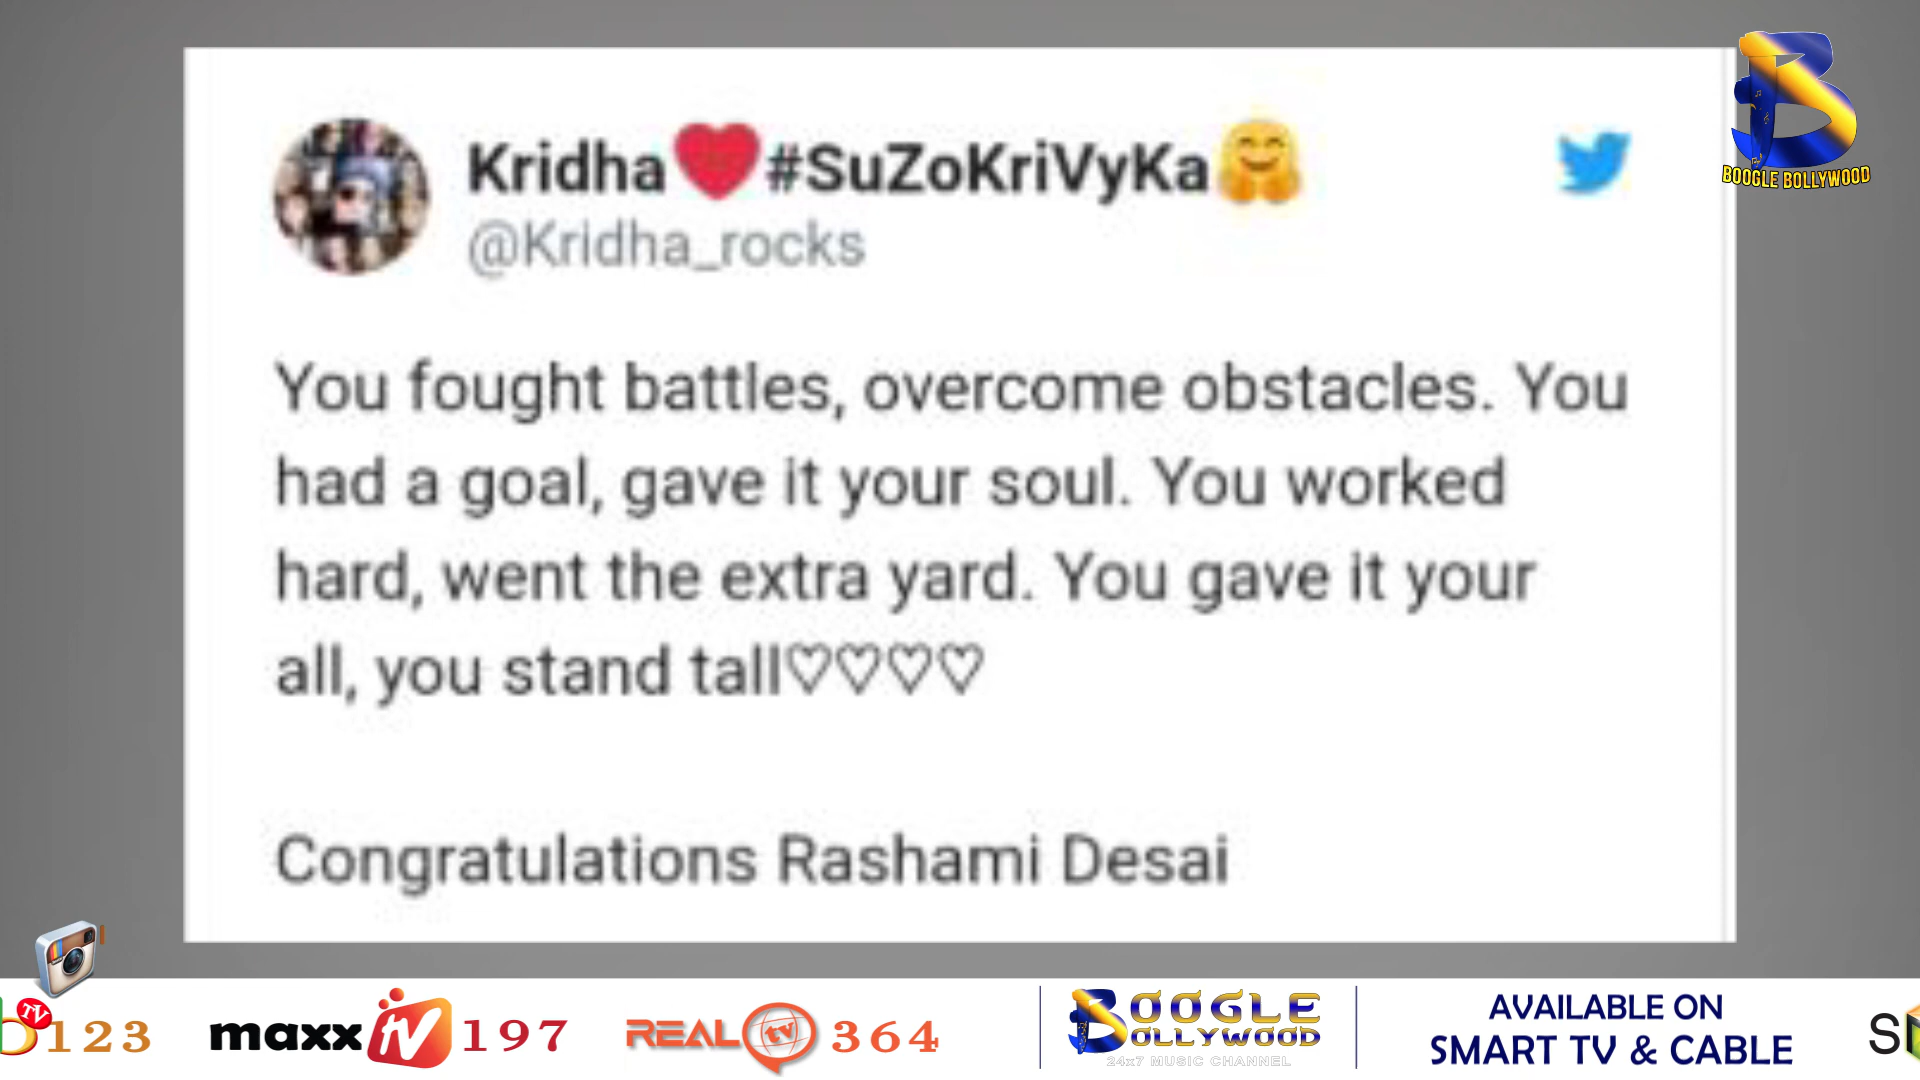 Kridha❤️#SuZoKriVyKa🤗
@Kridha_rocks
You fought battles, overcome obstacles. You
had a goal, gave it your soul. You worked
hard, went the extra yard. You gave it your
all, you stand tall♡♡♡♡
Congratulations Rashami Desai
BOOGLE BOLLYWOOD
TV 123
maxx tv 197
REAL tv 364
BOOGLE
BOLLYWOOD
24x7 MUSIC CHANNEL
AVAILABLE ON
SMART TV & CABLE